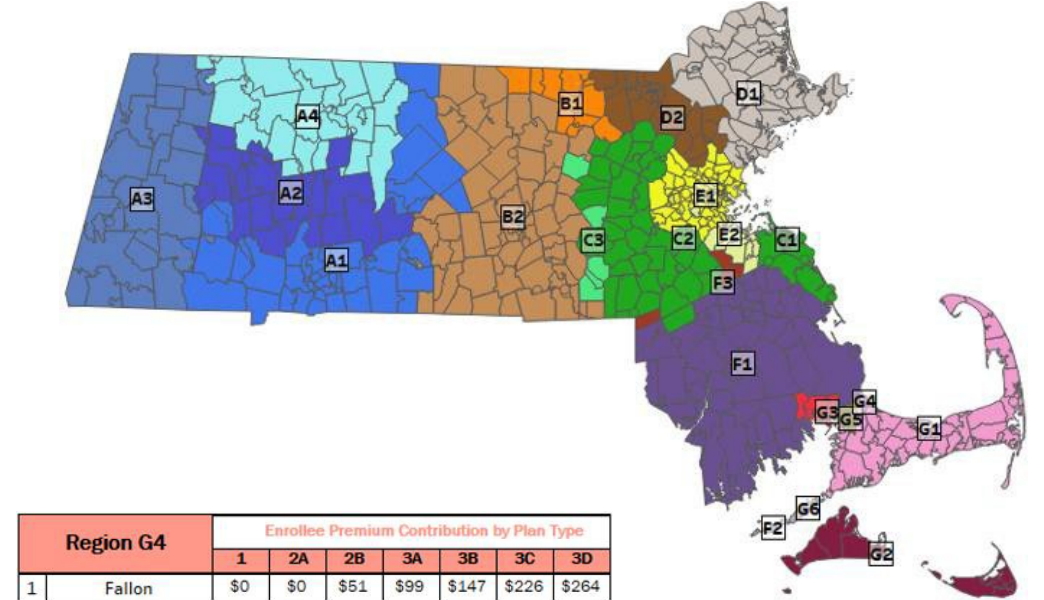 D1
B1
D2
A4
A2
E1
A3
B2
E2
C3
C2
C1
A1
F3
F1
G4
G3
G5
G1
G6
F2
G2
Region G4
Enrollee Premium Contribution by Plan Type
1 2A 2B 3A 3B 3C 3D
1 Fallon $0 $0 $51 $99 $147 $226 $264